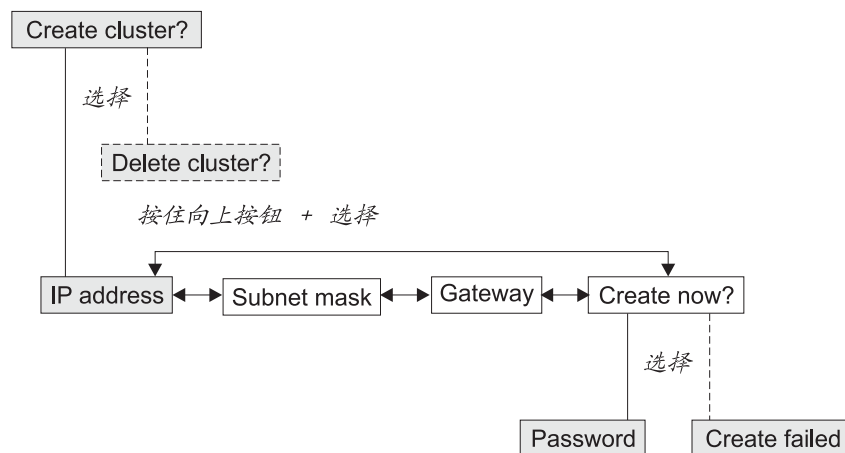 Create cluster?
选择
Delete cluster?
按住向上按钮 + 选择
IP address
Subnet mask
Gateway
Create now?
选择
Password
Create failed